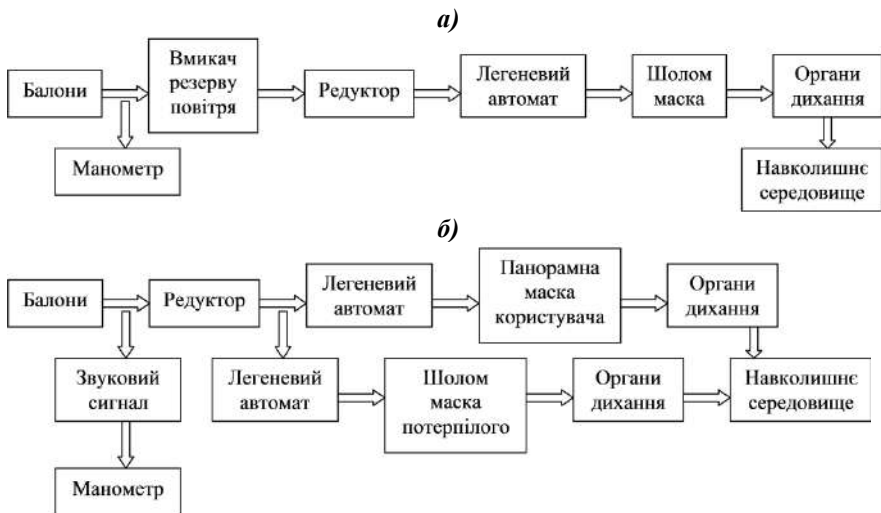 а)
Балони
Вмикач
резерву
повітря
Редуктор
Легеневий
автомат
Шолом
маска
Органи
дихання
Манометр
Навколишнє
середовище
б)
Балони
Редуктор
Легеневий
автомат
Панорамна
маска
користувача
Органи
дихання
Звуковий
сигнал
Легеневий
автомат
Шолом
маска
потерпілого
Органи
дихання
Навколишнє
середовище
Манометр